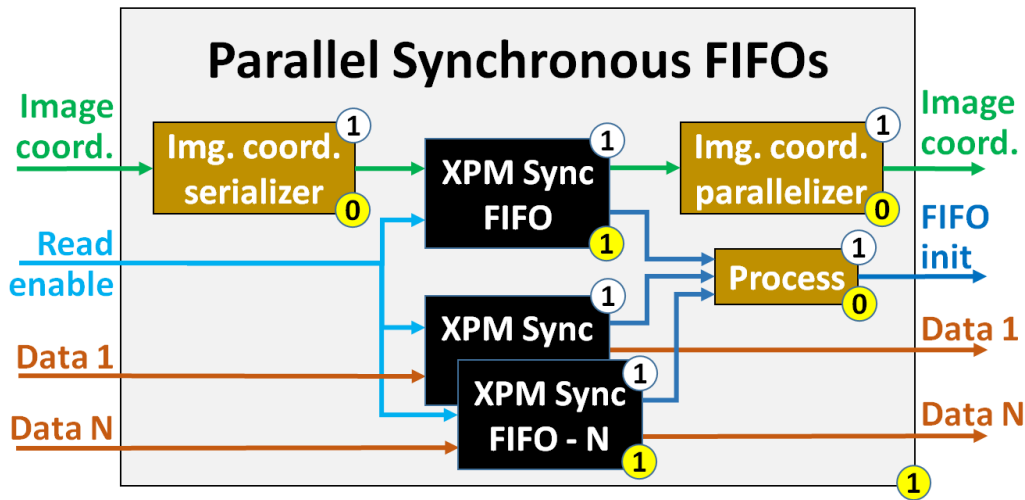 Parallel Synchronous FIFOs
Image
coord.
Img. coord.
serializer
1
0
XPM Sync
FIFO
1
1
Img. coord.
parallelizer
1
0
Image
coord.
Read
enable
Process
1
0
FIFO
init
XPM Sync
1
Data 1
Data 1
XPM Sync
FIFO - N
1
1
Data N
Data N
1